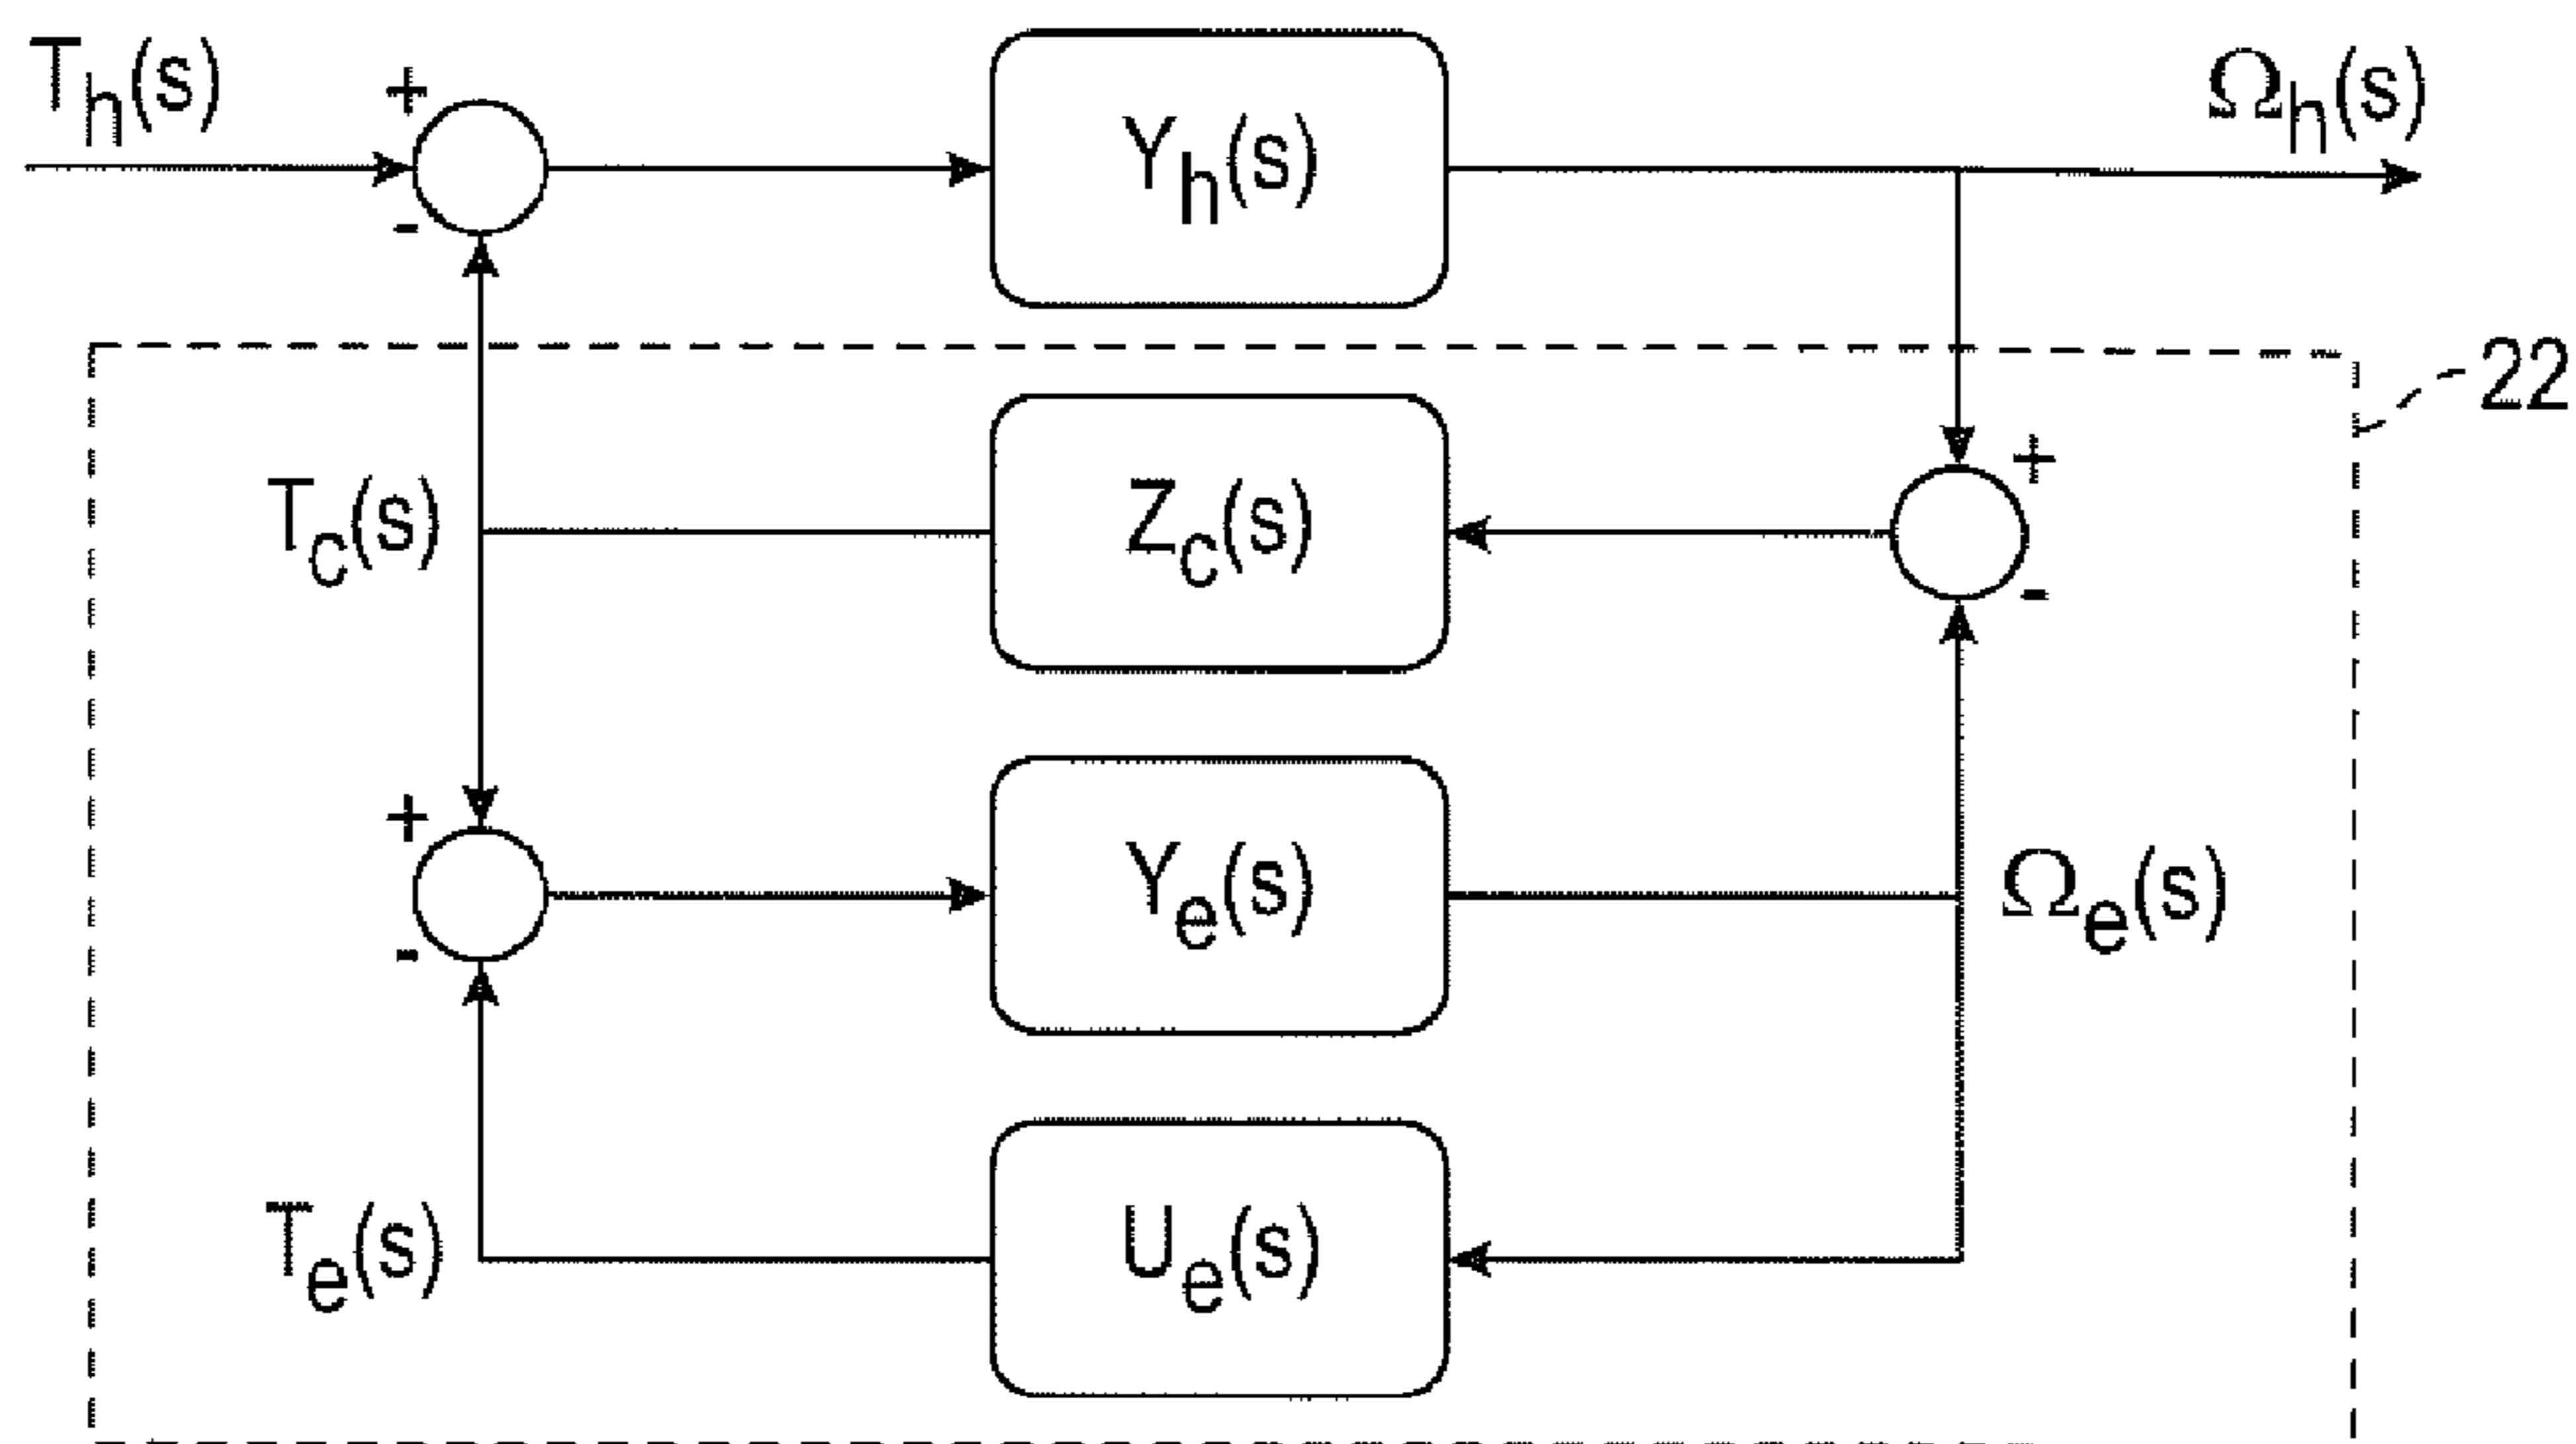 Th(s)
+
-
Yh(s)
Ωh(s)
22
Tc(s)
Zc(s)
+
-
+
-
Ye(s)
Ωe(s)
Te(s)
Ue(s)